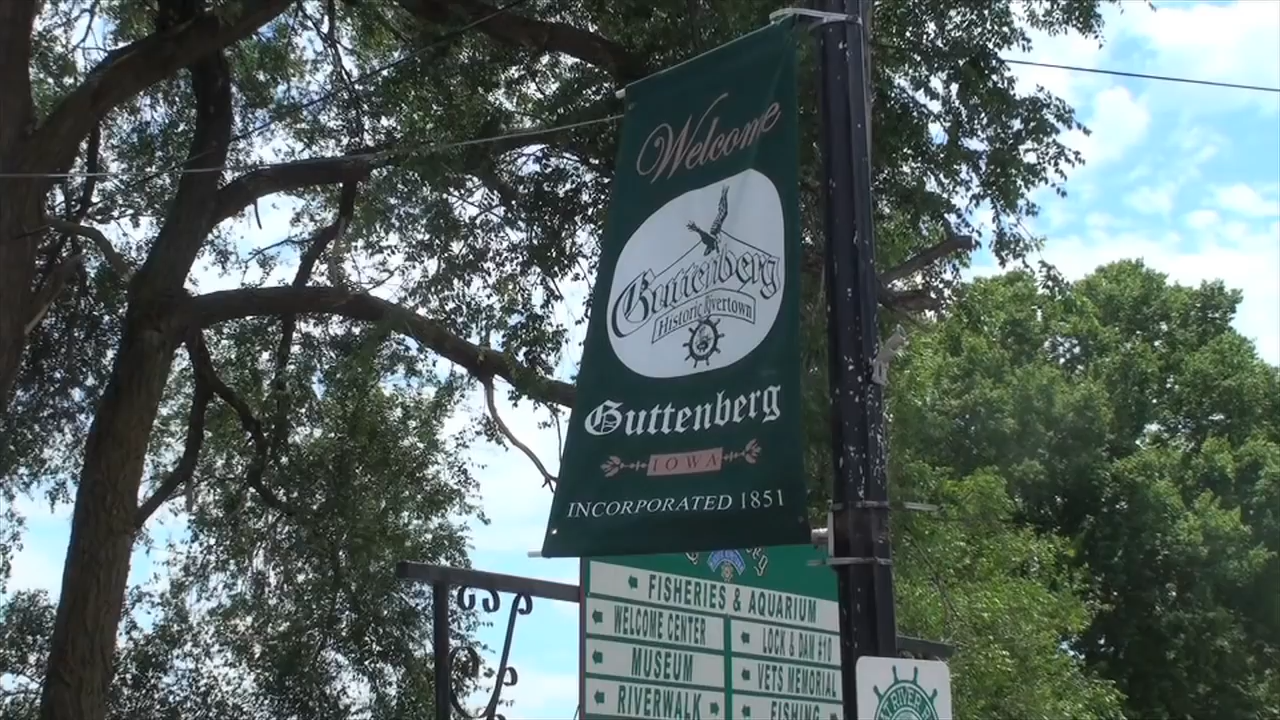 Welcome
Guttenberg
Historic Rivertown
Guttenberg
IOWA
INCORPORATED 1851
FISHERIES & AQUARIUM
WELCOME CENTER
LOCK & DAM #10
MUSEUM
VETS MEMORIAL
RIVERWALK
FISHING
RIVER